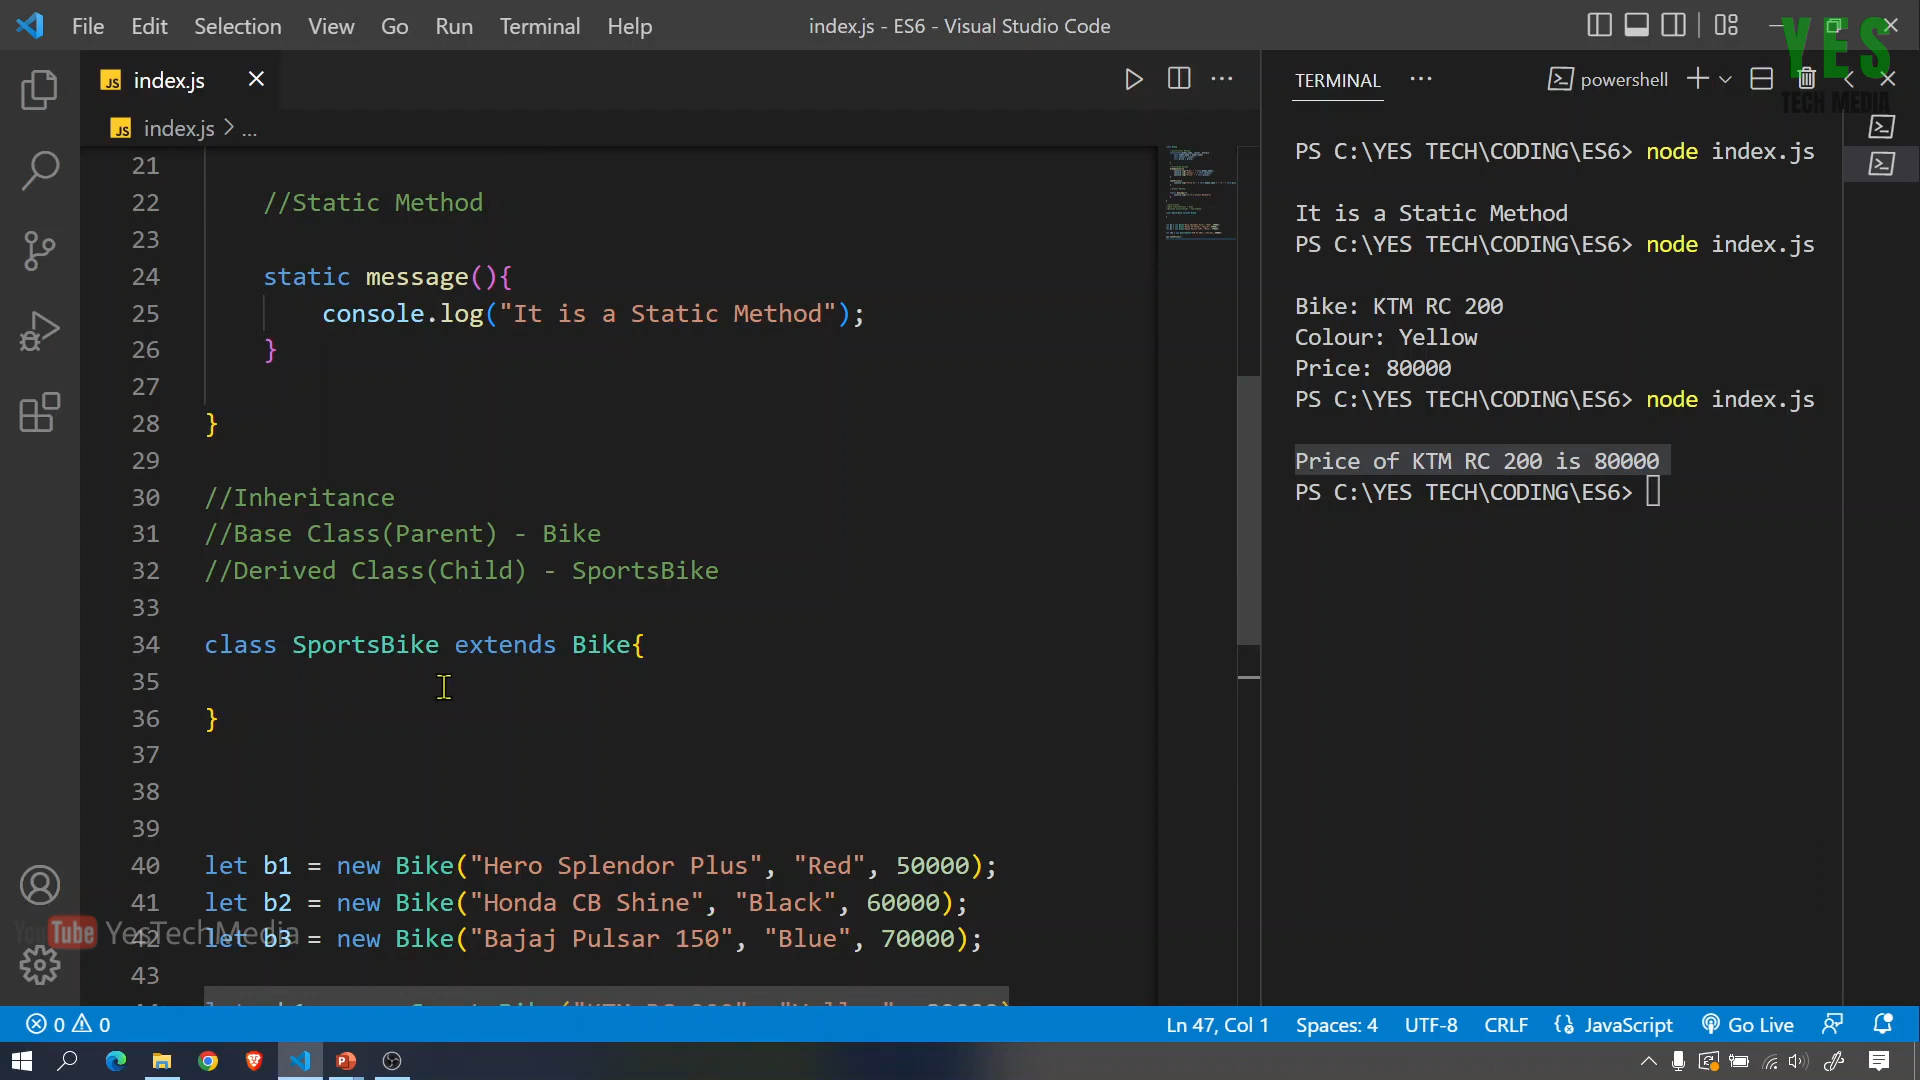 File Edit Selection View Go Run Terminal Help
index.js - ES6 - Visual Studio Code
YES
TECH MEDIA
JS index.js
JS index.js > ...
21
22 //Static Method
23
24 static message(){
25 console.log("It is a Static Method");
26 }
27
28 }
29
30 //Inheritance
31 //Base Class(Parent) - Bike
32 //Derived Class(Child) - SportsBike
33
34 class SportsBike extends Bike{
35
36 }
37
38
39
40 let b1 = new Bike("Hero Splendor Plus", "Red", 50000);
41 let b2 = new Bike("Honda CB Shine", "Black", 60000);
42 let b3 = new Bike("Bajaj Pulsar 150", "Blue", 70000);
43
YouTube YesTechMedia
TERMINAL
powershell
PS C:\YES TECH\CODING\ES6> node index.js
It is a Static Method
PS C:\YES TECH\CODING\ES6> node index.js
Bike: KTM RC 200
Colour: Yellow
Price: 80000
PS C:\YES TECH\CODING\ES6> node index.js
Price of KTM RC 200 is 80000
PS C:\YES TECH\CODING\ES6>
0 0
Ln 47, Col 1 Spaces: 4 UTF-8 CRLF {} JavaScript Go Live